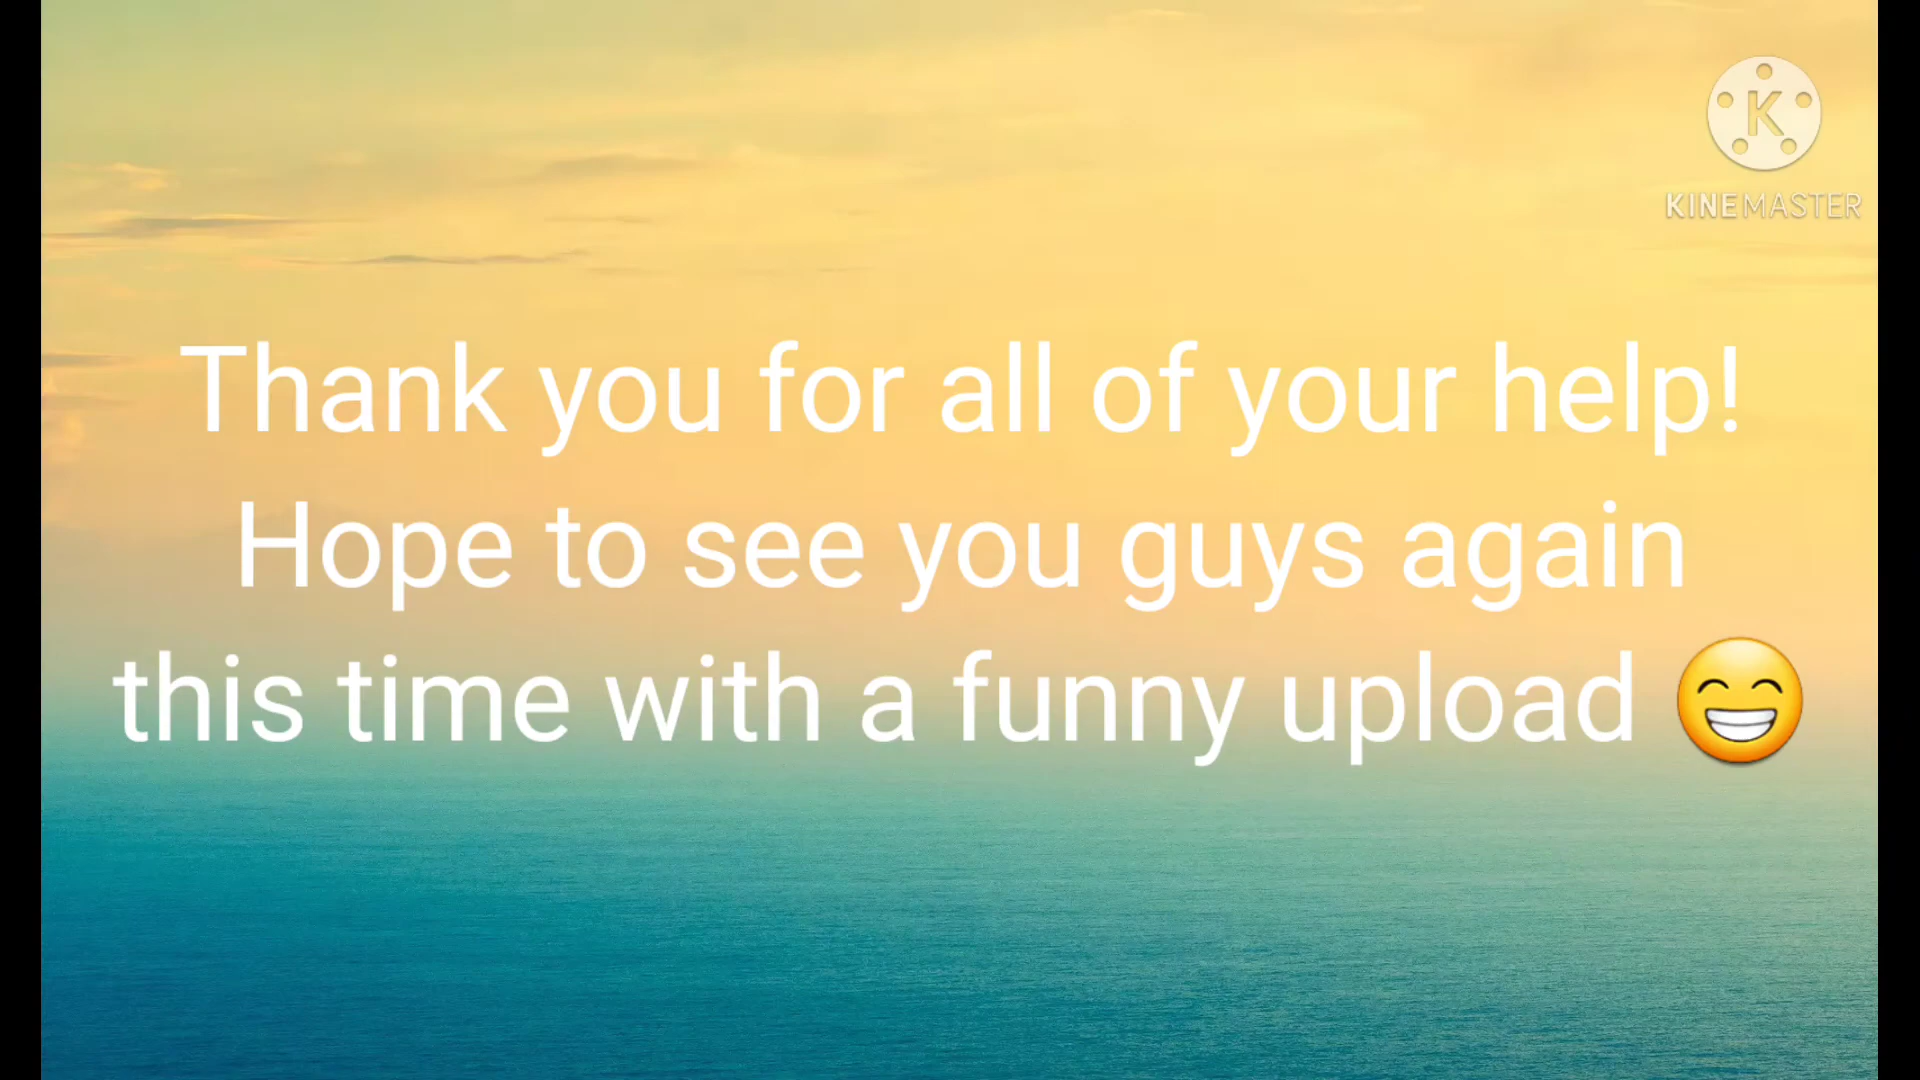 K
KINEMASTER
Thank you for all of your help!
Hope to see you guys again
this time with a funny upload 😁